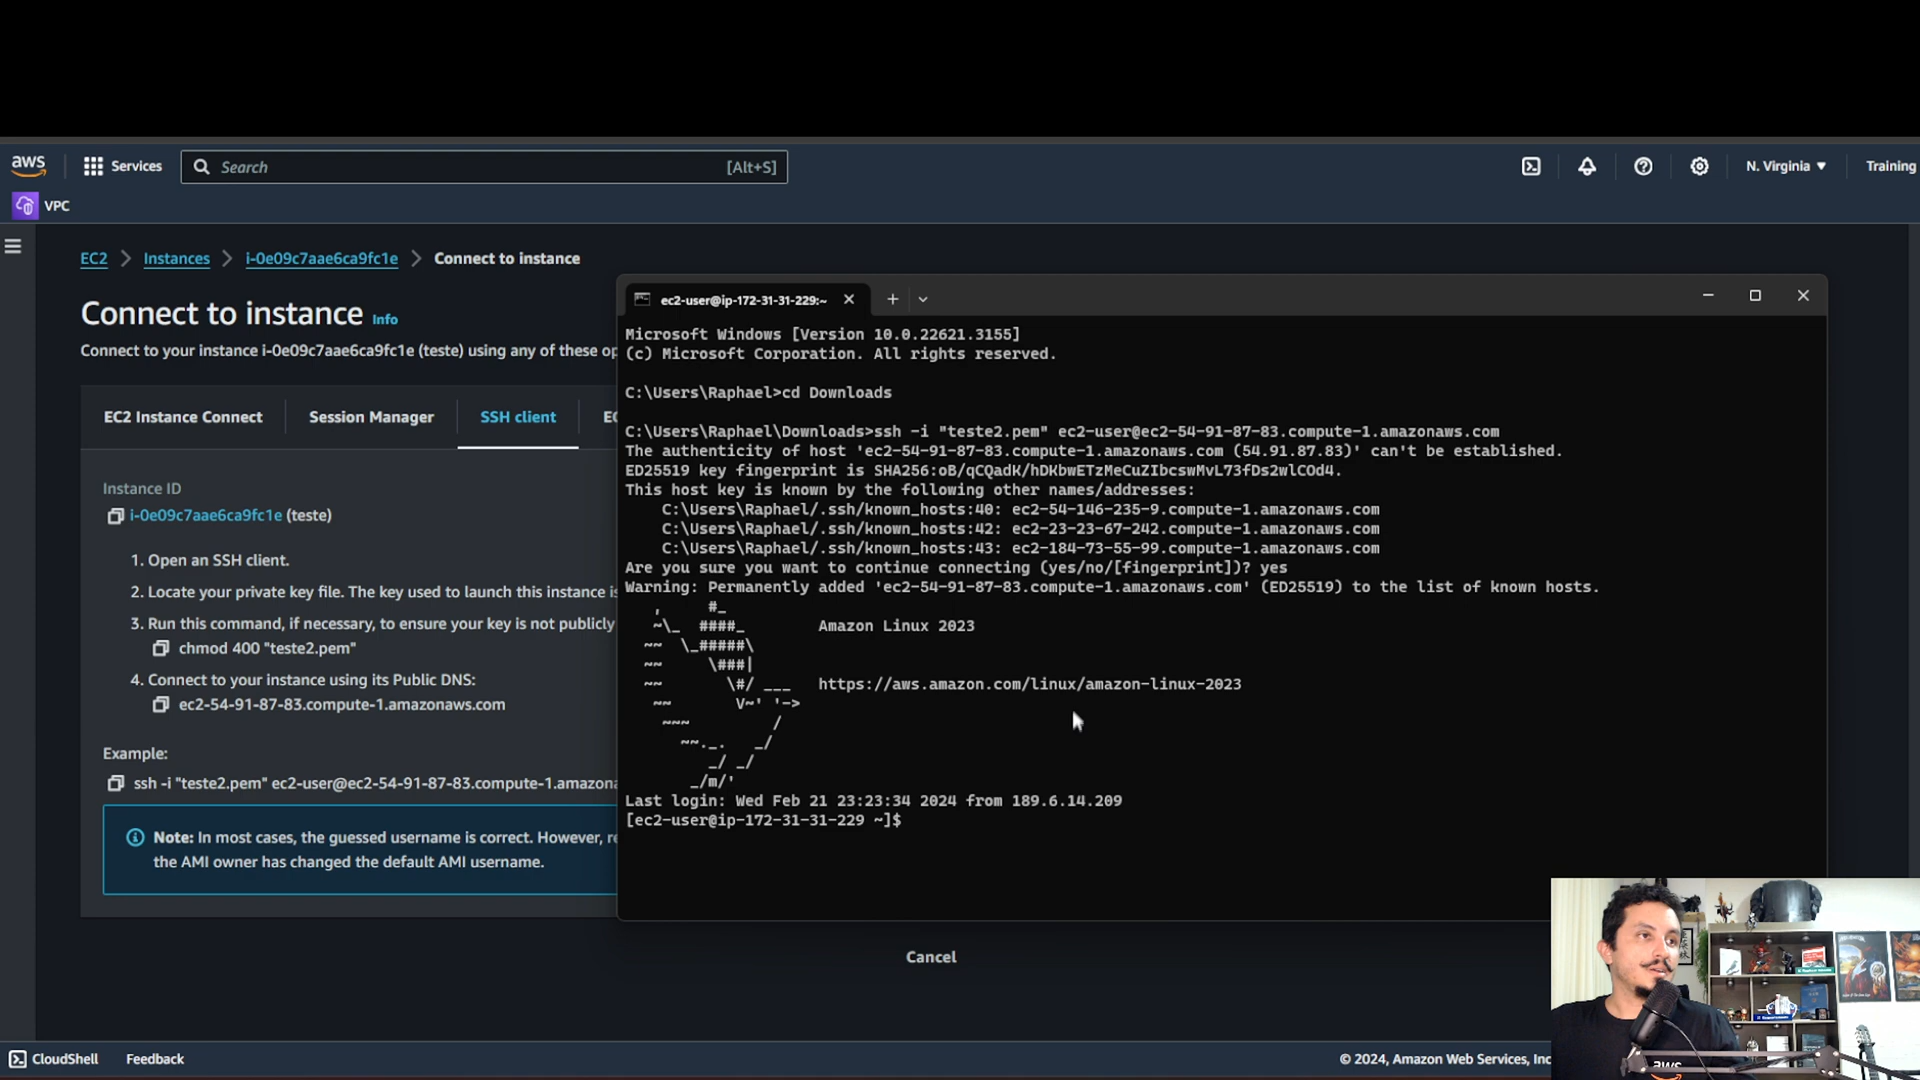 aws
Services
Search
[Alt+S]
N. Virginia
Training
VPC
EC2
Instances
i-0e09c7aae6ca9fc1e
Connect to instance
Connect to instance Info
Connect to your instance i-0e09c7aae6ca9fc1e (teste) using any of these op
EC2 Instance Connect
Session Manager
SSH client
EC
Instance ID
i-0e09c7aae6ca9fc1e (teste)
1. Open an SSH client.
2. Locate your private key file. The key used to launch this instance is
3. Run this command, if necessary, to ensure your key is not publicly
chmod 400 "teste2.pem"
4. Connect to your instance using its Public DNS:
ec2-54-91-87-83.compute-1.amazonaws.com
Example:
ssh -i "teste2.pem" ec2-user@ec2-54-91-87-83.compute-1.amazona
Note: In most cases, the guessed username is correct. However, re
the AMI owner has changed the default AMI username.
ec2-user@ip-172-31-31-229:~
Microsoft Windows [Version 10.0.22621.3155]
(c) Microsoft Corporation. All rights reserved.
C:\Users\Raphael>cd Downloads
C:\Users\Raphael\Downloads>ssh -i "teste2.pem" ec2-user@ec2-54-91-87-83.compute-1.amazonaws.com
The authenticity of host 'ec2-54-91-87-83.compute-1.amazonaws.com (54.91.87.83)' can't be established.
ED25519 key fingerprint is SHA256:oB/qCQadK/hDKbwETzMeCuZIbcswMvL73fDs2wlCOd4.
This host key is known by the following other names/addresses:
C:\Users\Raphael/.ssh/known_hosts:40: ec2-54-146-235-9.compute-1.amazonaws.com
C:\Users\Raphael/.ssh/known_hosts:42: ec2-23-23-67-242.compute-1.amazonaws.com
C:\Users\Raphael/.ssh/known_hosts:43: ec2-184-73-55-99.compute-1.amazonaws.com
Are you sure you want to continue connecting (yes/no/[fingerprint])? yes
Warning: Permanently added 'ec2-54-91-87-83.compute-1.amazonaws.com' (ED25519) to the list of known hosts.
   ,     #_
   ~\_  ####_        Amazon Linux 2023
  ~~  \_#####\
  ~~     \###|
  ~~       \#/ ___   https://aws.amazon.com/linux/amazon-linux-2023
   ~~       V~' '->
    ~~~         /
      ~~._.   _/
         _/ _/
       _/m/'
Last login: Wed Feb 21 23:23:34 2024 from 189.6.14.209
[ec2-user@ip-172-31-31-229 ~]$
Cancel
CloudShell
Feedback
© 2024, Amazon Web Services, Inc
aws